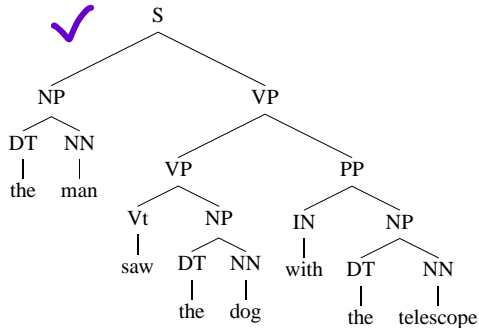 S
NP VP
DT NN VP PP
the man Vt NP IN NP
saw DT NN with DT NN
the dog the telescope